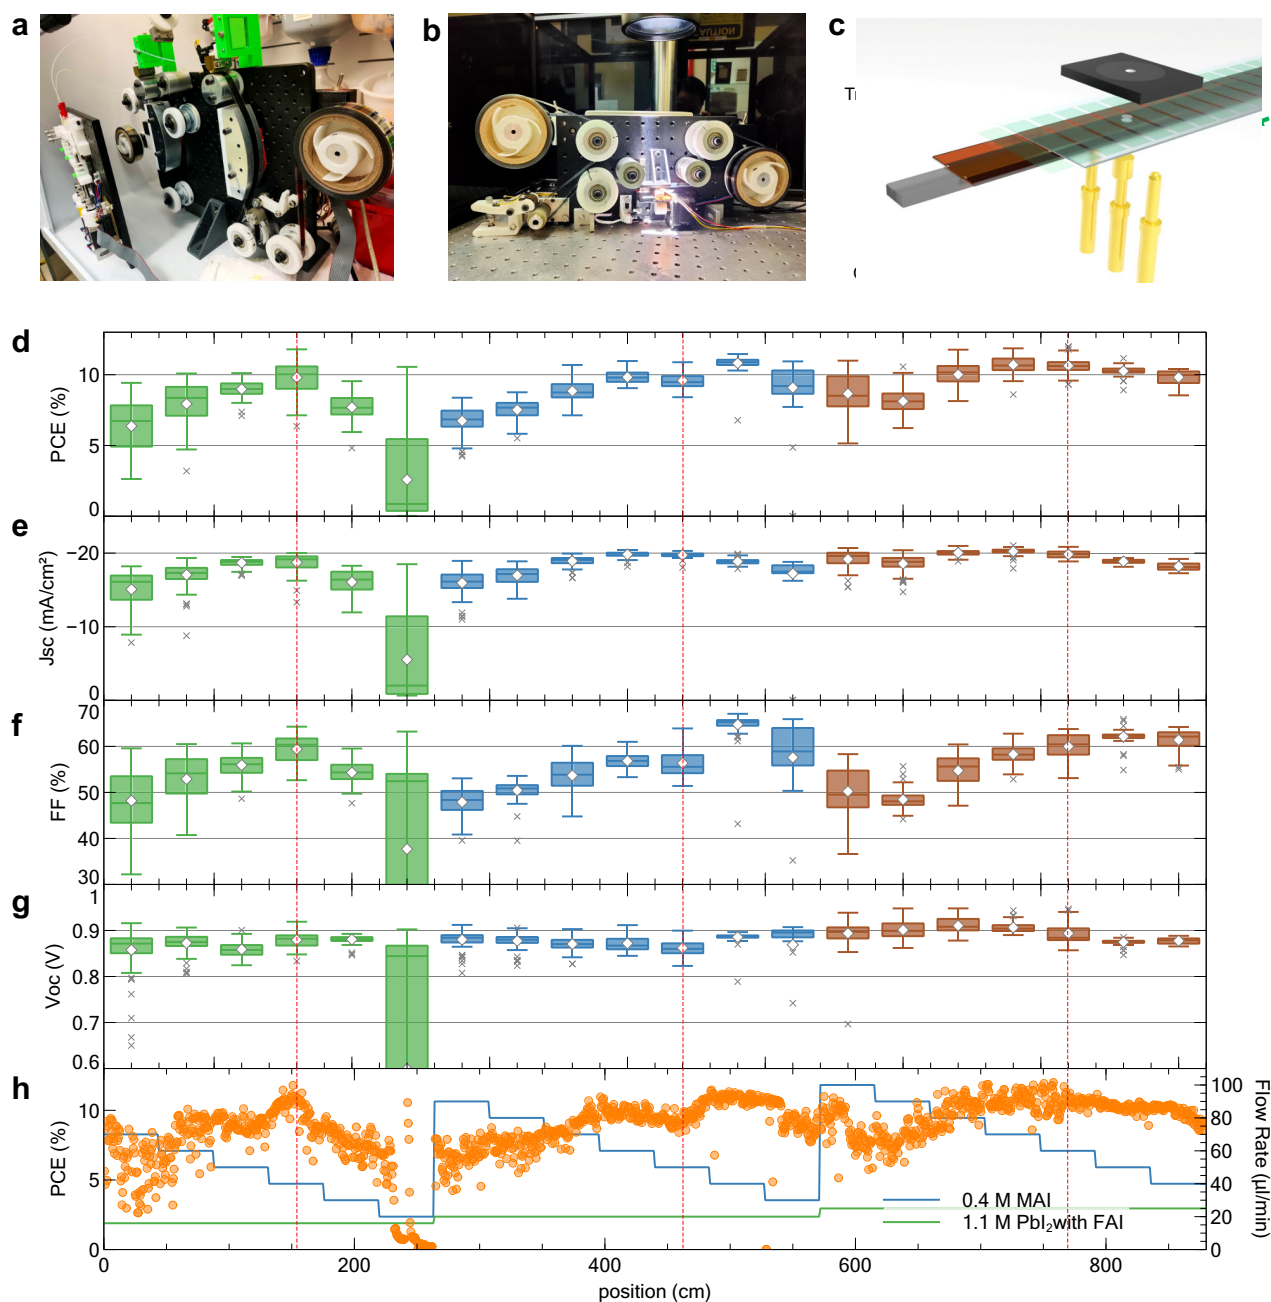 a
b
c
CAUTION
d
PCE (%)
10
5
0
e
Jsc (mA/cm²)
−20
−10
0
f
FF (%)
70
60
50
40
30
g
Voc (V)
1
0.9
0.8
0.7
0.6
h
PCE (%)
10
5
0
100
80
60
40
20
0
Flow Rate (µl/min)
0.4 M MAI
1.1 M PbI₂with FAI
0 200 400 600 800
position (cm)